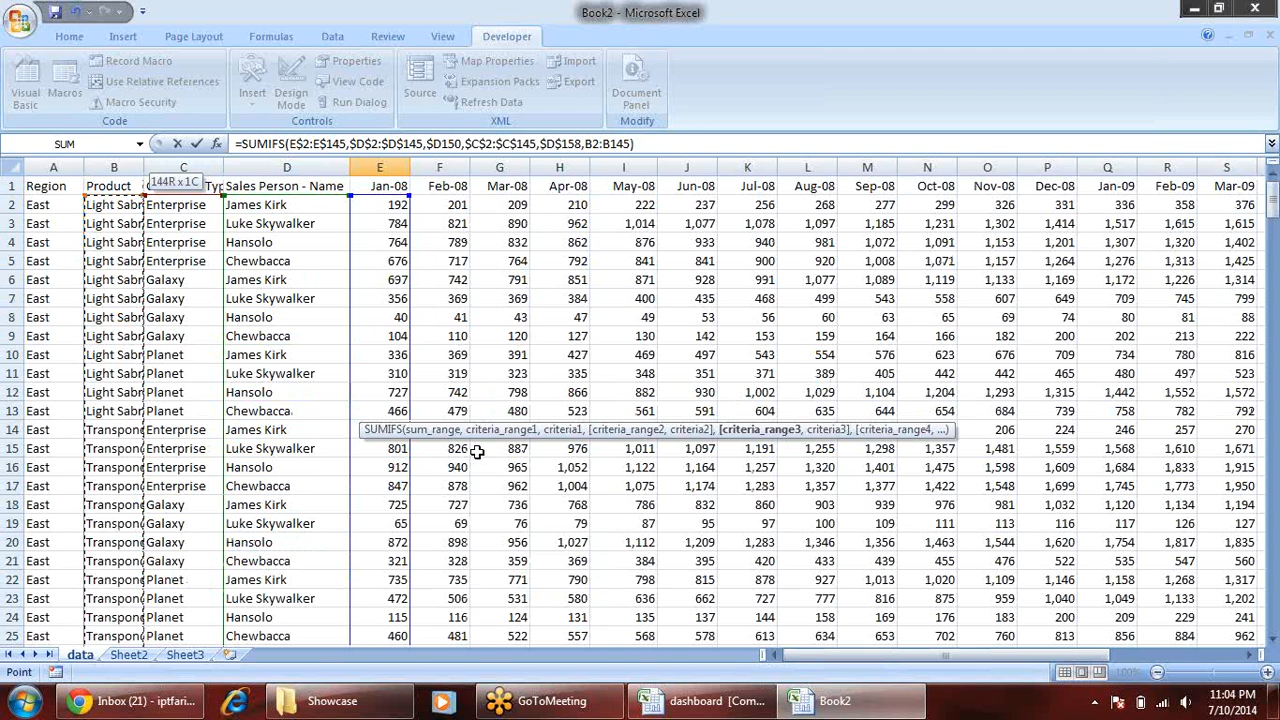 Book2 - Microsoft Excel
Home Insert Page Layout Formulas Data Review View Developer
Visual Basic Macros Record Macro Use Relative References Macro Security Code
Insert Design Mode Properties View Code Run Dialog Controls
Source Map Properties Expansion Packs Refresh Data Import Export XML
Document Panel Modify
SUM =SUMIFS(E$2:E$145,$D$2:$D$145,$D150,$C$2:$C$145,$D$158,B2:B145)
A B C D E F G H I J K L M N O P Q R S
144R x 1C
1 Region Product Typ Sales Person - Name Jan-08 Feb-08 Mar-08 Apr-08 May-08 Jun-08 Jul-08 Aug-08 Sep-08 Oct-08 Nov-08 Dec-08 Jan-09 Feb-09 Mar-09
2 East Light Sabr Enterprise James Kirk 192 201 209 210 222 237 256 268 277 299 326 331 336 358 376
3 East Light Sabr Enterprise Luke Skywalker 784 821 890 962 1,014 1,077 1,078 1,097 1,185 1,231 1,302 1,414 1,517 1,615 1,615
4 East Light Sabr Enterprise Hansolo 764 789 832 862 876 933 940 981 1,072 1,091 1,153 1,201 1,307 1,320 1,402
5 East Light Sabr Enterprise Chewbacca 676 717 764 792 841 841 900 920 1,008 1,071 1,157 1,264 1,276 1,313 1,425
6 East Light Sabr Galaxy James Kirk 697 742 791 851 871 928 991 1,077 1,089 1,119 1,133 1,169 1,172 1,226 1,314
7 East Light Sabr Galaxy Luke Skywalker 356 369 369 384 400 435 468 499 543 558 607 649 709 745 799
8 East Light Sabr Galaxy Hansolo 40 41 43 47 49 53 56 60 63 65 69 74 80 81 88
9 East Light Sabr Galaxy Chewbacca 104 110 120 127 130 142 153 159 164 166 182 200 202 213 222
10 East Light Sabr Planet James Kirk 336 369 391 427 469 497 543 554 576 623 626 709 734 780 816
11 East Light Sabr Planet Luke Skywalker 310 319 323 335 348 371 371 389 405 442 442 465 480 497 523
12 East Light Sabr Planet Hansolo 727 742 798 866 882 930 1,002 1,029 1,104 1,204 1,293 1,315 1,442 1,552 1,572
13 East Light Sabr Planet Chewbacca 466 479 480 523 561 591 604 635 644 654 684 739 758 782 792
14 East Transpon Enterprise James Kirk 206 224 246 257 270
SUMIFS(sum_range, criteria_range1, criteria1, [criteria_range2, criteria2], [criteria_range3, criteria3], [criteria_range4, ...)
15 East Transpon Enterprise Luke Skywalker 801 826 887 976 1,011 1,097 1,191 1,255 1,298 1,357 1,481 1,559 1,568 1,610 1,671
16 East Transpon Enterprise Hansolo 912 940 1,052 1,122 1,164 1,257 1,320 1,401 1,475 1,598 1,657 1,798 1,833 1,915
17 East Transpon Enterprise Chewbacca 847 878 962 1,004 1,075 1,174 1,283 1,357 1,377 1,422 1,548 1,699 1,745 1,773 1,950
18 East Transpon Galaxy James Kirk 725 727 736 768 786 832 838 901 939 976 981 1,032 1,120 1,134 1,194
19 East Transpon Galaxy Luke Skywalker 65 69 76 79 87 95 97 100 109 111 113 116 117 126 127
20 East Transpon Galaxy Hansolo 872 898 956 1,027 1,112 1,209 1,283 1,312 1,356 1,463 1,544 1,620 1,754 1,817 1,835
21 East Transpon Galaxy Chewbacca 321 328 359 369 384 395 420 433 439 455 476 522 535 547 560
22 East Transpon Planet James Kirk 735 735 771 790 798 815 878 927 1,013 1,020 1,109 1,146 1,158 1,268 1,288
23 East Transpon Planet Luke Skywalker 472 506 531 580 636 662 727 777 816 875 959 1,040 1,049 1,138 1,202
24 East Transpon Planet Hansolo 115 116 124 131 135 137 144 158 169 176 183 200 199 229 241
25 East Transpon Planet Chewbacca 460 481 522 557 568 578 613 634 653 702 760 813 856 884 962
data Sheet2 Sheet3
Point 100%
Inbox (21) - iptfari... Showcase GoToMeeting dashboard [Com... Book2 11:04 PM
7/10/2014